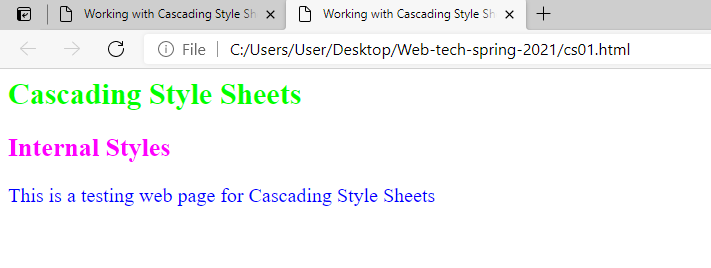 Working with Cascading Style Sh
Working with Cascading Style Sh
File
C:/Users/User/Desktop/Web-tech-spring-2021/cs01.html
Cascading Style Sheets
Internal Styles
This is a testing web page for Cascading Style Sheets